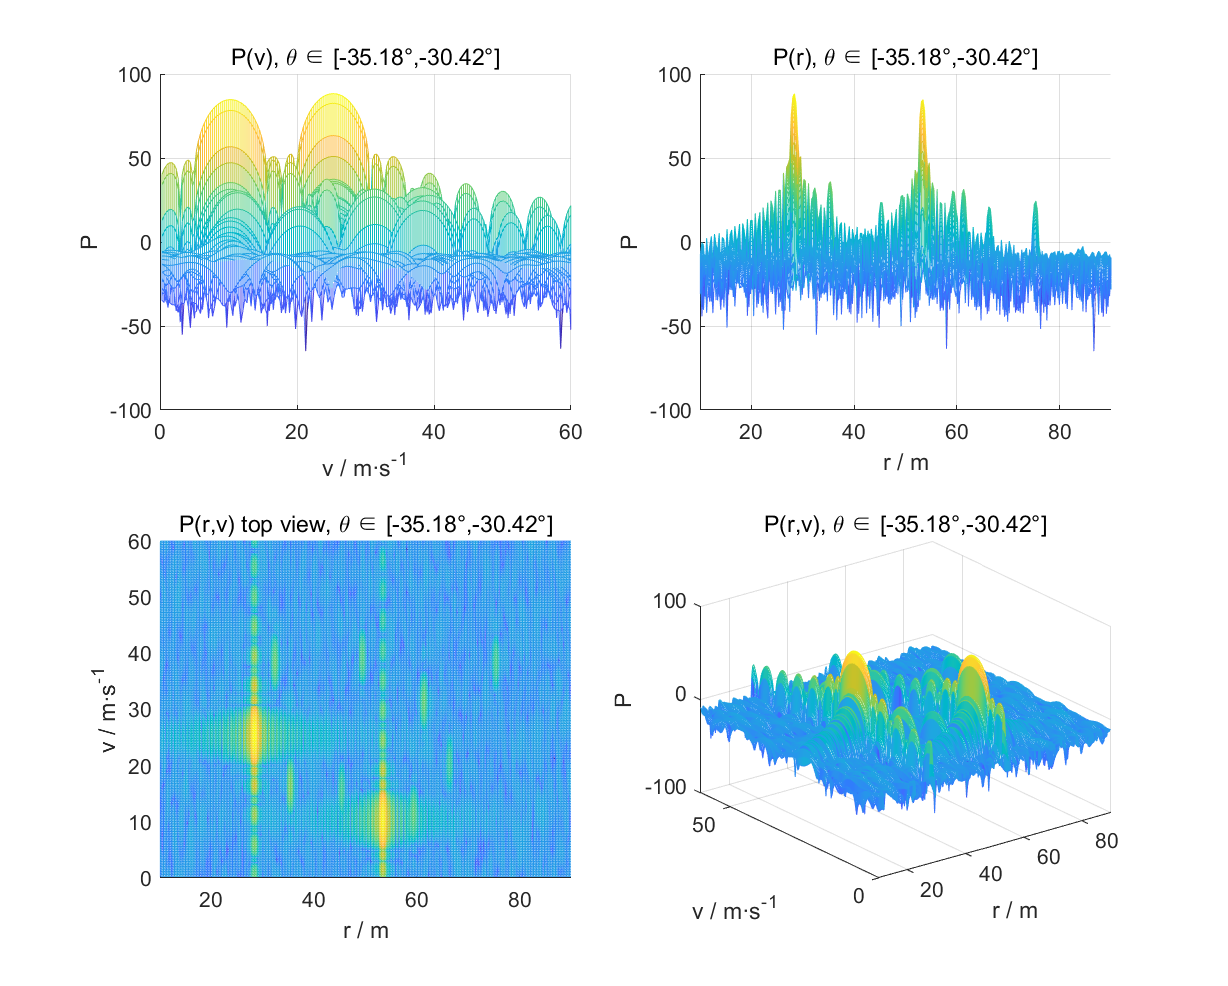 P(v), θ ∈ [-35.18°,-30.42°]
100
50
0
-50
-100
P
0
20
40
60
v / m·s-1
P(r), θ ∈ [-35.18°,-30.42°]
100
50
0
-50
-100
P
20
40
60
80
r / m
P(r,v) top view, θ ∈ [-35.18°,-30.42°]
60
50
40
30
20
10
0
v / m·s-1
20
40
60
80
r / m
P(r,v), θ ∈ [-35.18°,-30.42°]
100
0
-100
P
50
0
v / m·s-1
20
40
60
80
r / m